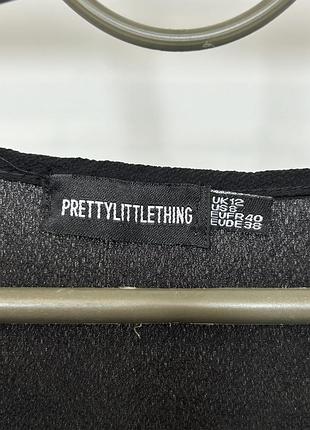 PRETTYLITTLETHING
UK12
US8
EUFR40
EUDE38